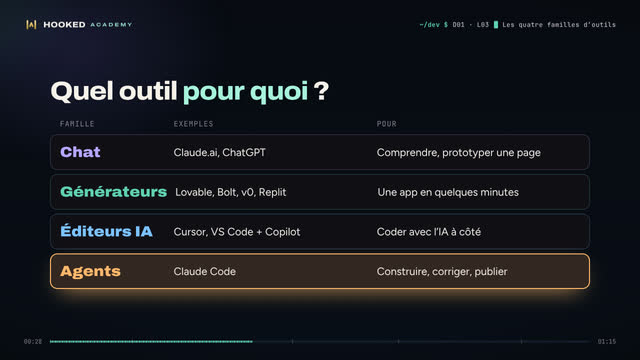 HOOKED ACADEMY
~/dev $ D01 · L03 Les quatre familles d'outils
Quel outil pour quoi ?
FAMILLE EXEMPLES POUR
Chat Claude.ai, ChatGPT Comprendre, prototyper une page
Générateurs Lovable, Bolt, v0, Replit Une app en quelques minutes
Éditeurs IA Cursor, VS Code + Copilot Coder avec l'IA à côté
Agents Claude Code Construire, corriger, publier
00:28 01:15